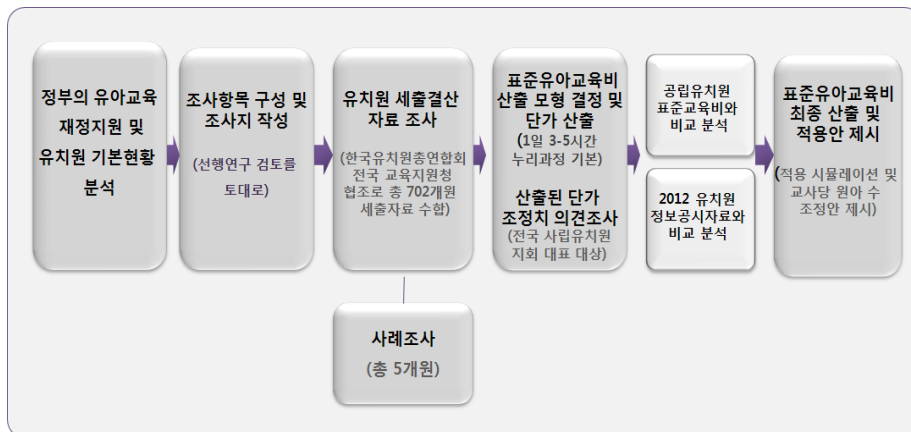 정부의 유아교육
재정지원 및
유치원 기본현황
분석
조사항목 구성 및
조사지 작성
(선행연구 검토를
토대로)
유치원 세출결산
자료 조사
(한국유치원총연합회
전국 교육지원청
협조로 총 702개원
세출자료 수합)
사례조사
(총 5개원)
표준유아교육비
산출 모형 결정 및
단가 산출
(1일 3-5시간
누리과정 기본)
산출된 단가
조정치 의견조사
(전국 사립유치원
지회 대표 대상)
공립유치원
표준교육비와
비교 분석
2012 유치원
정보공시자료와
비교 분석
표준유아교육비
최종 산출 및
적용안 제시
(적용 시뮬레이션 및
교사당 원아 수
조정안 제시)